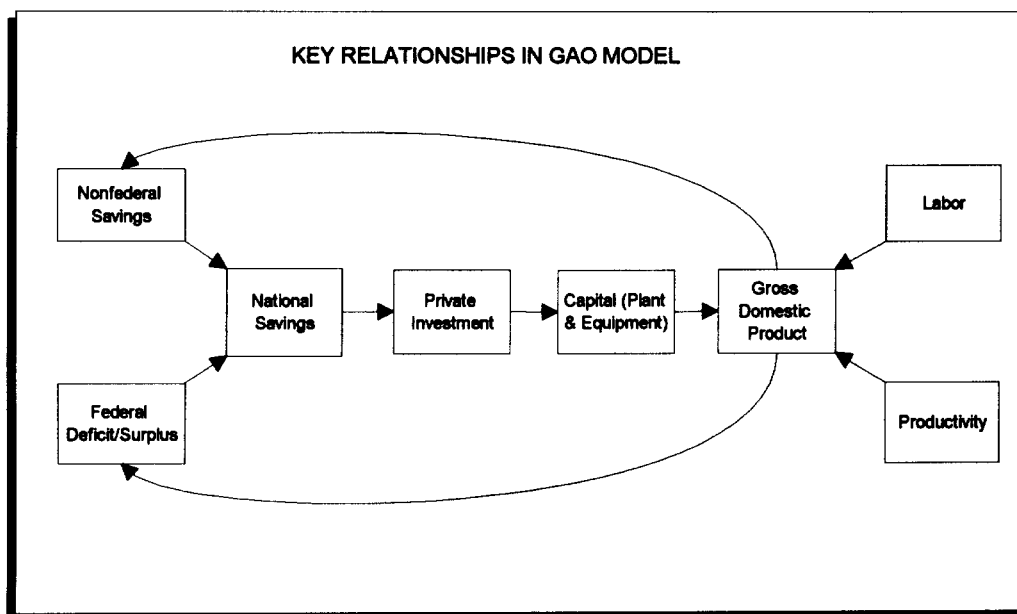 KEY RELATIONSHIPS IN GAO MODEL
Nonfederal
Savings
Labor
National
Savings
Private
Investment
Capital (Plant
& Equipment)
Gross
Domestic
Product
Federal
Deficit/Surplus
Productivity